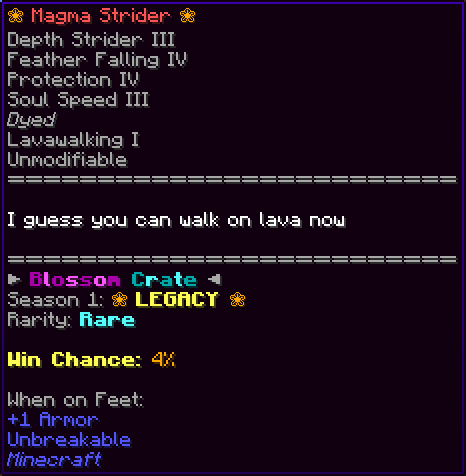 ❀ Magma Strider ❀
Depth Strider III
Feather Falling IV
Protection IV
Soul Speed III
Dyed
Lavawalking I
Unmodifiable
==============================
I guess you can walk on lava now
==============================
► Blossom Crate ◄
Season 1: ❀ LEGACY ❀
Rarity: Rare
Win Chance: 4%
When on Feet:
+1 Armor
Unbreakable
Minecraft